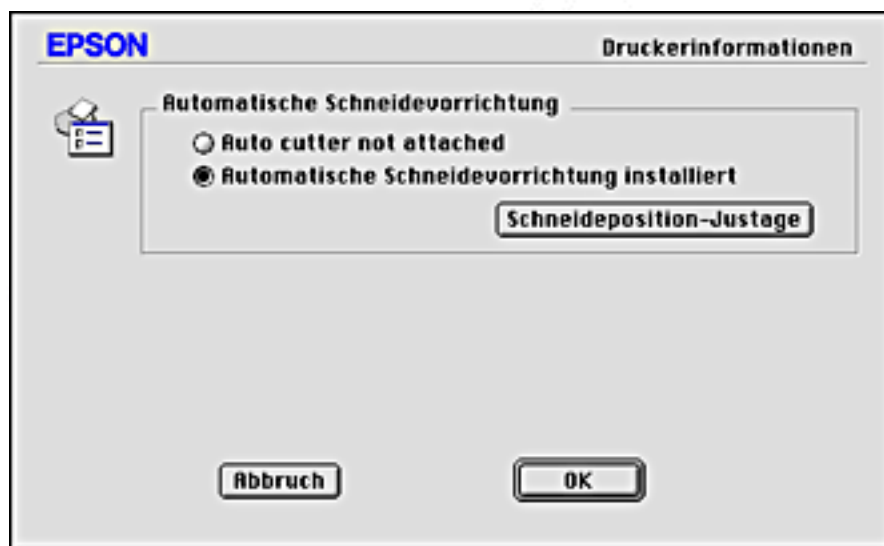 EPSON
Druckerinformationen
Automatische Schneidevorrichtung
Auto cutter not attached
Automatische Schneidevorrichtung installiert
Schneideposition-Justage
Abbruch
OK